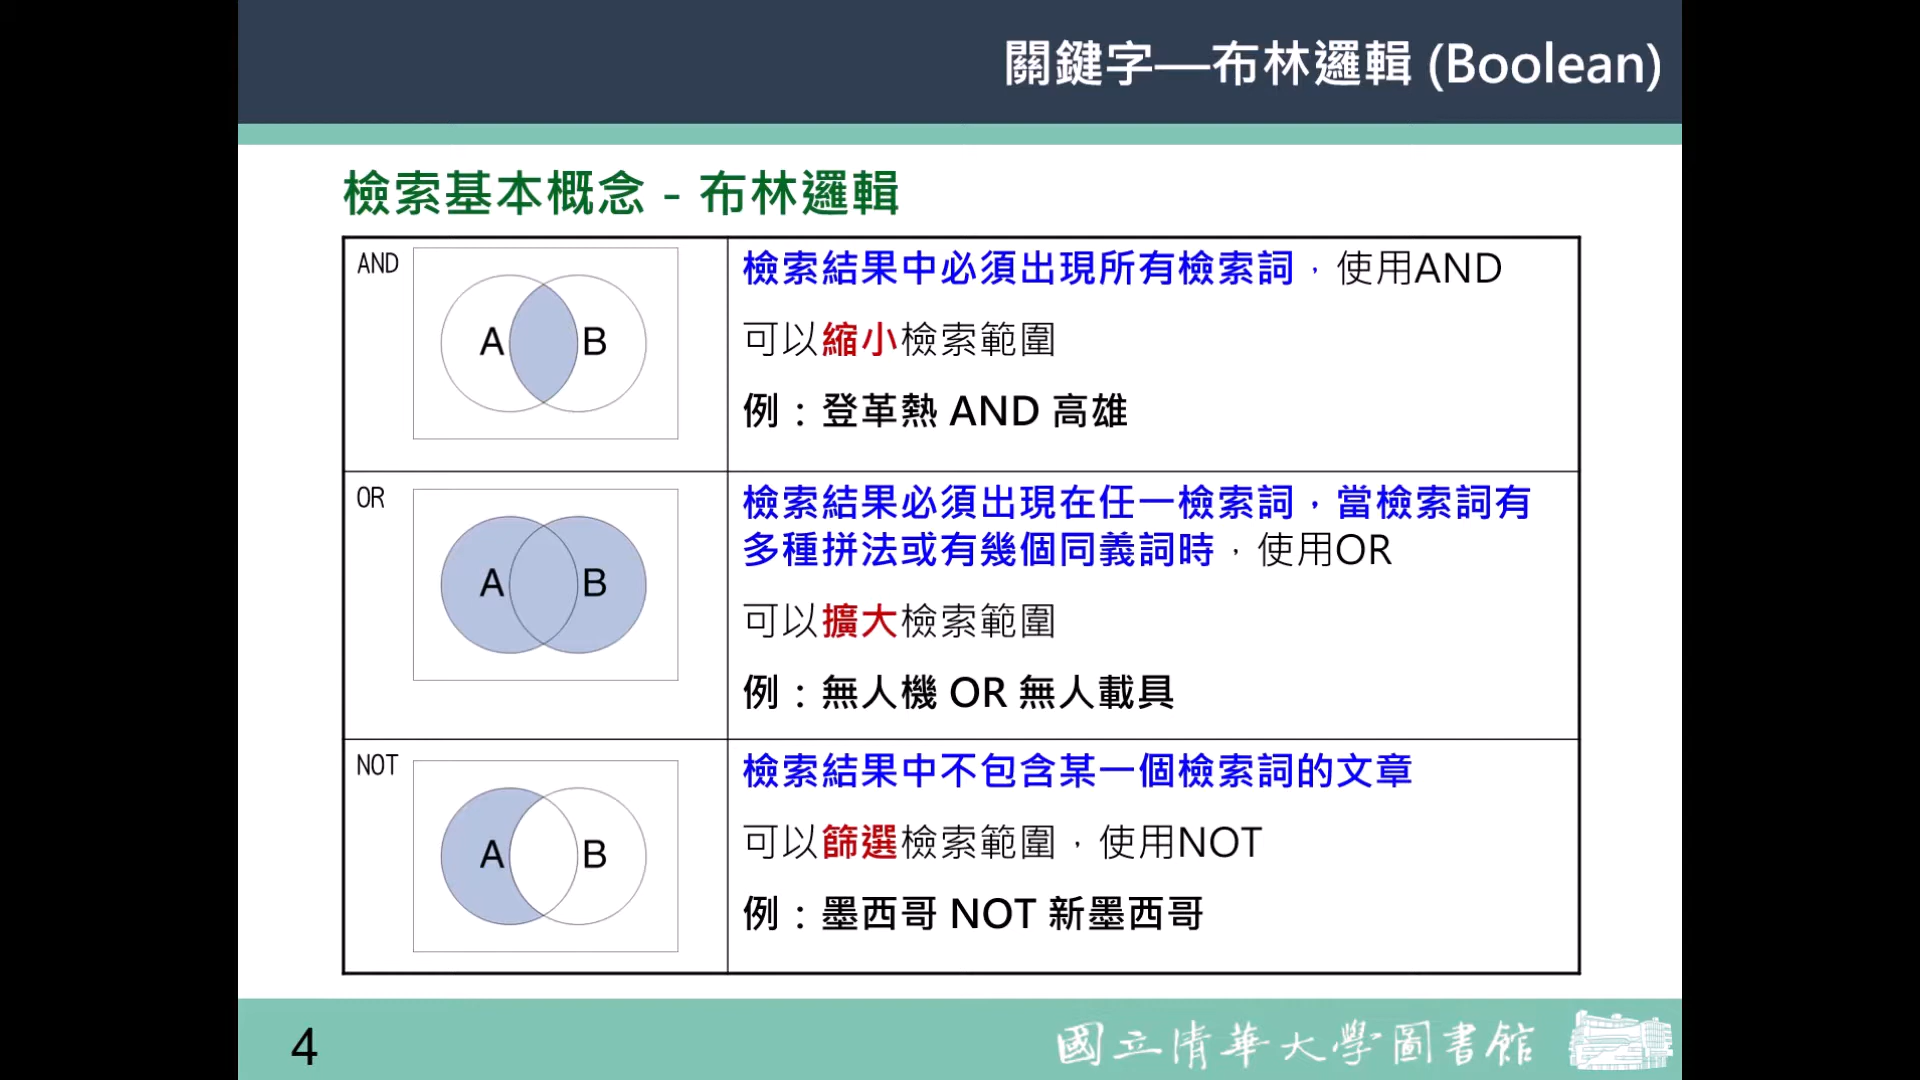 關鍵字—布林邏輯 (Boolean)
檢索基本概念 - 布林邏輯
AND
A B
檢索結果中必須出現所有檢索詞，使用AND
可以縮小檢索範圍
例：登革熱 AND 高雄
OR
A B
檢索結果必須出現在任一檢索詞，當檢索詞有
多種拼法或有幾個同義詞時，使用OR
可以擴大檢索範圍
例：無人機 OR 無人載具
NOT
A B
檢索結果中不包含某一個檢索詞的文章
可以篩選檢索範圍，使用NOT
例：墨西哥 NOT 新墨西哥
4
國立清華大學圖書館